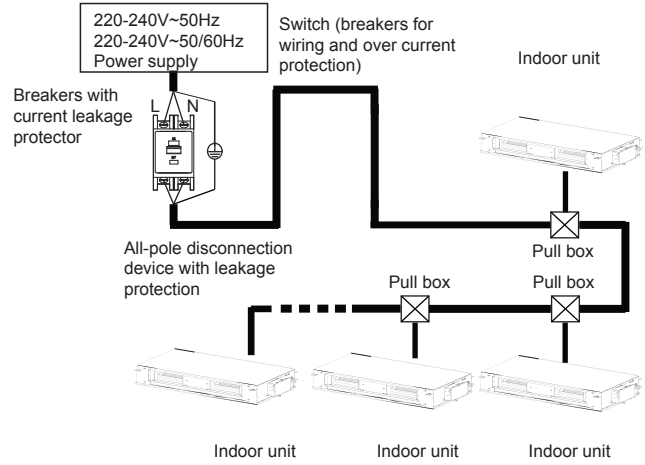 220-240V~50Hz
220-240V~50/60Hz
Power supply
Switch (breakers for
wiring and over current
protection)
Indoor unit
Breakers with
current leakage
protector
L N
Pull box
All-pole disconnection
device with leakage
protection
Pull box
Pull box
Indoor unit
Indoor unit
Indoor unit